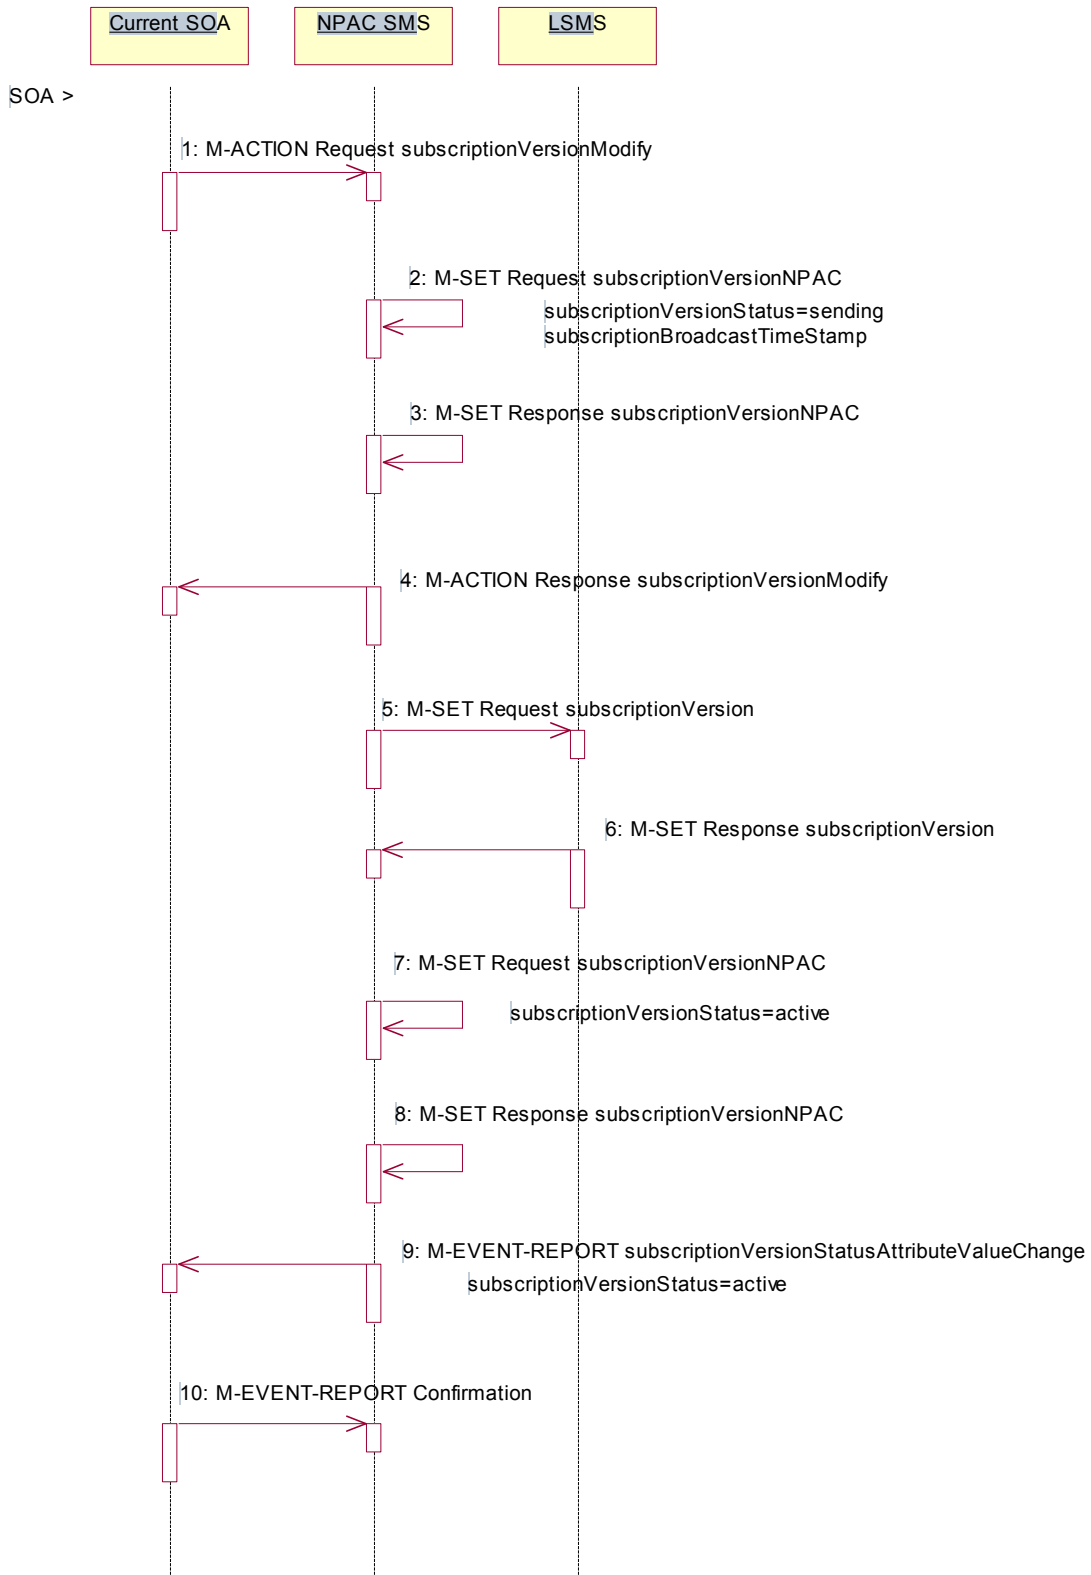 Current SOA
NPAC SMS
LSMS
SOA >
1: M-ACTION Request subscriptionVersionModify
2: M-SET Request subscriptionVersionNPAC
subscriptionVersionStatus=sending
subscriptionBroadcastTimeStamp
3: M-SET Response subscriptionVersionNPAC
4: M-ACTION Response subscriptionVersionModify
5: M-SET Request subscriptionVersion
6: M-SET Response subscriptionVersion
7: M-SET Request subscriptionVersionNPAC
subscriptionVersionStatus=active
8: M-SET Response subscriptionVersionNPAC
9: M-EVENT-REPORT subscriptionVersionStatusAttributeValueChange
subscriptionVersionStatus=active
10: M-EVENT-REPORT Confirmation